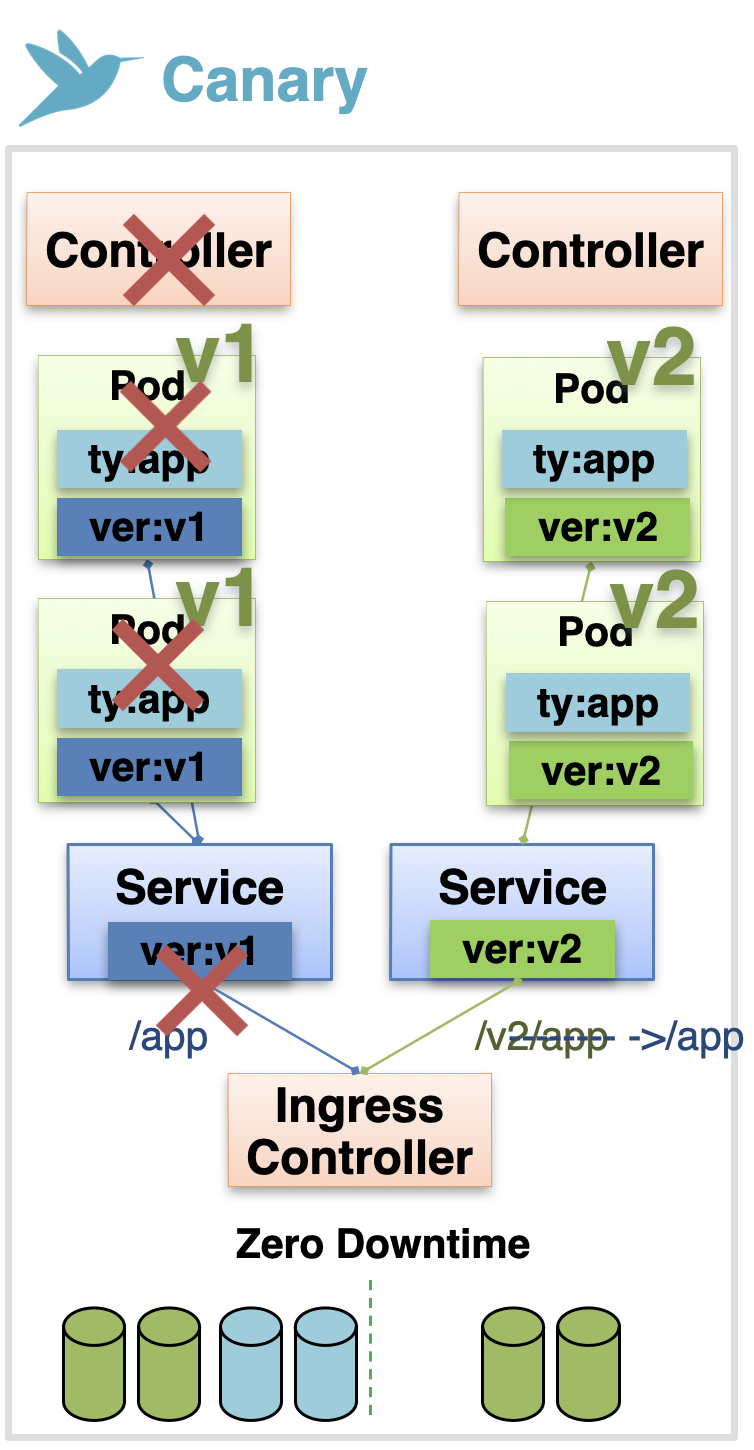 Canary
Controller
Controller
v1
Pod
ty:app
ver:v1
v2
Pod
ty:app
ver:v2
v1
Pod
ty:app
ver:v1
v2
Pod
ty:app
ver:v2
Service
ver:v1
Service
ver:v2
/app
/v2/app ->/app
Ingress
Controller
Zero Downtime